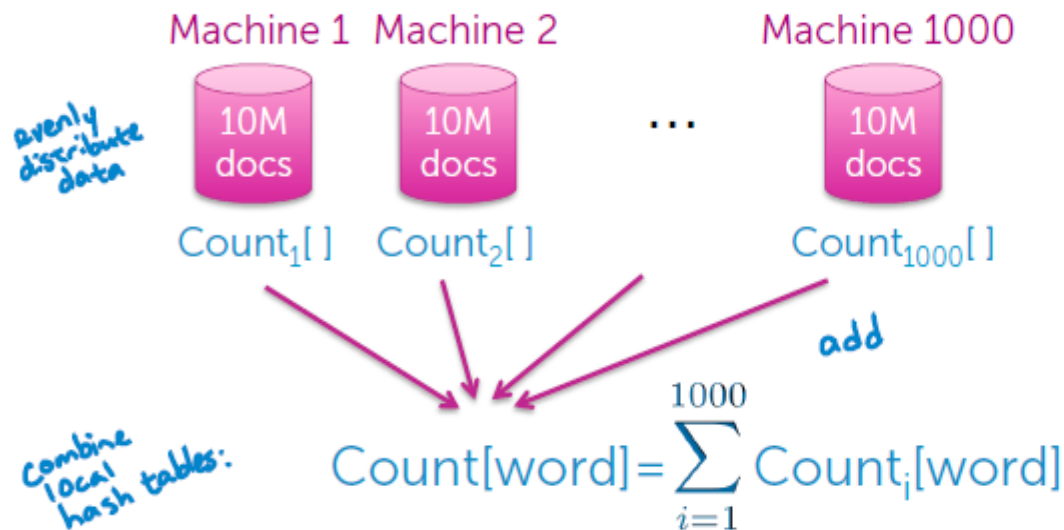 Machine 1 Machine 2 Machine 1000
evenly
distribute
data
10M
docs
10M
docs
...
10M
docs
Count₁[ ] Count₂[ ] Count₁₀₀₀[ ]
add
combine
local
hash tables:
1000
Count[word]=∑ Countᵢ[word]
i=1